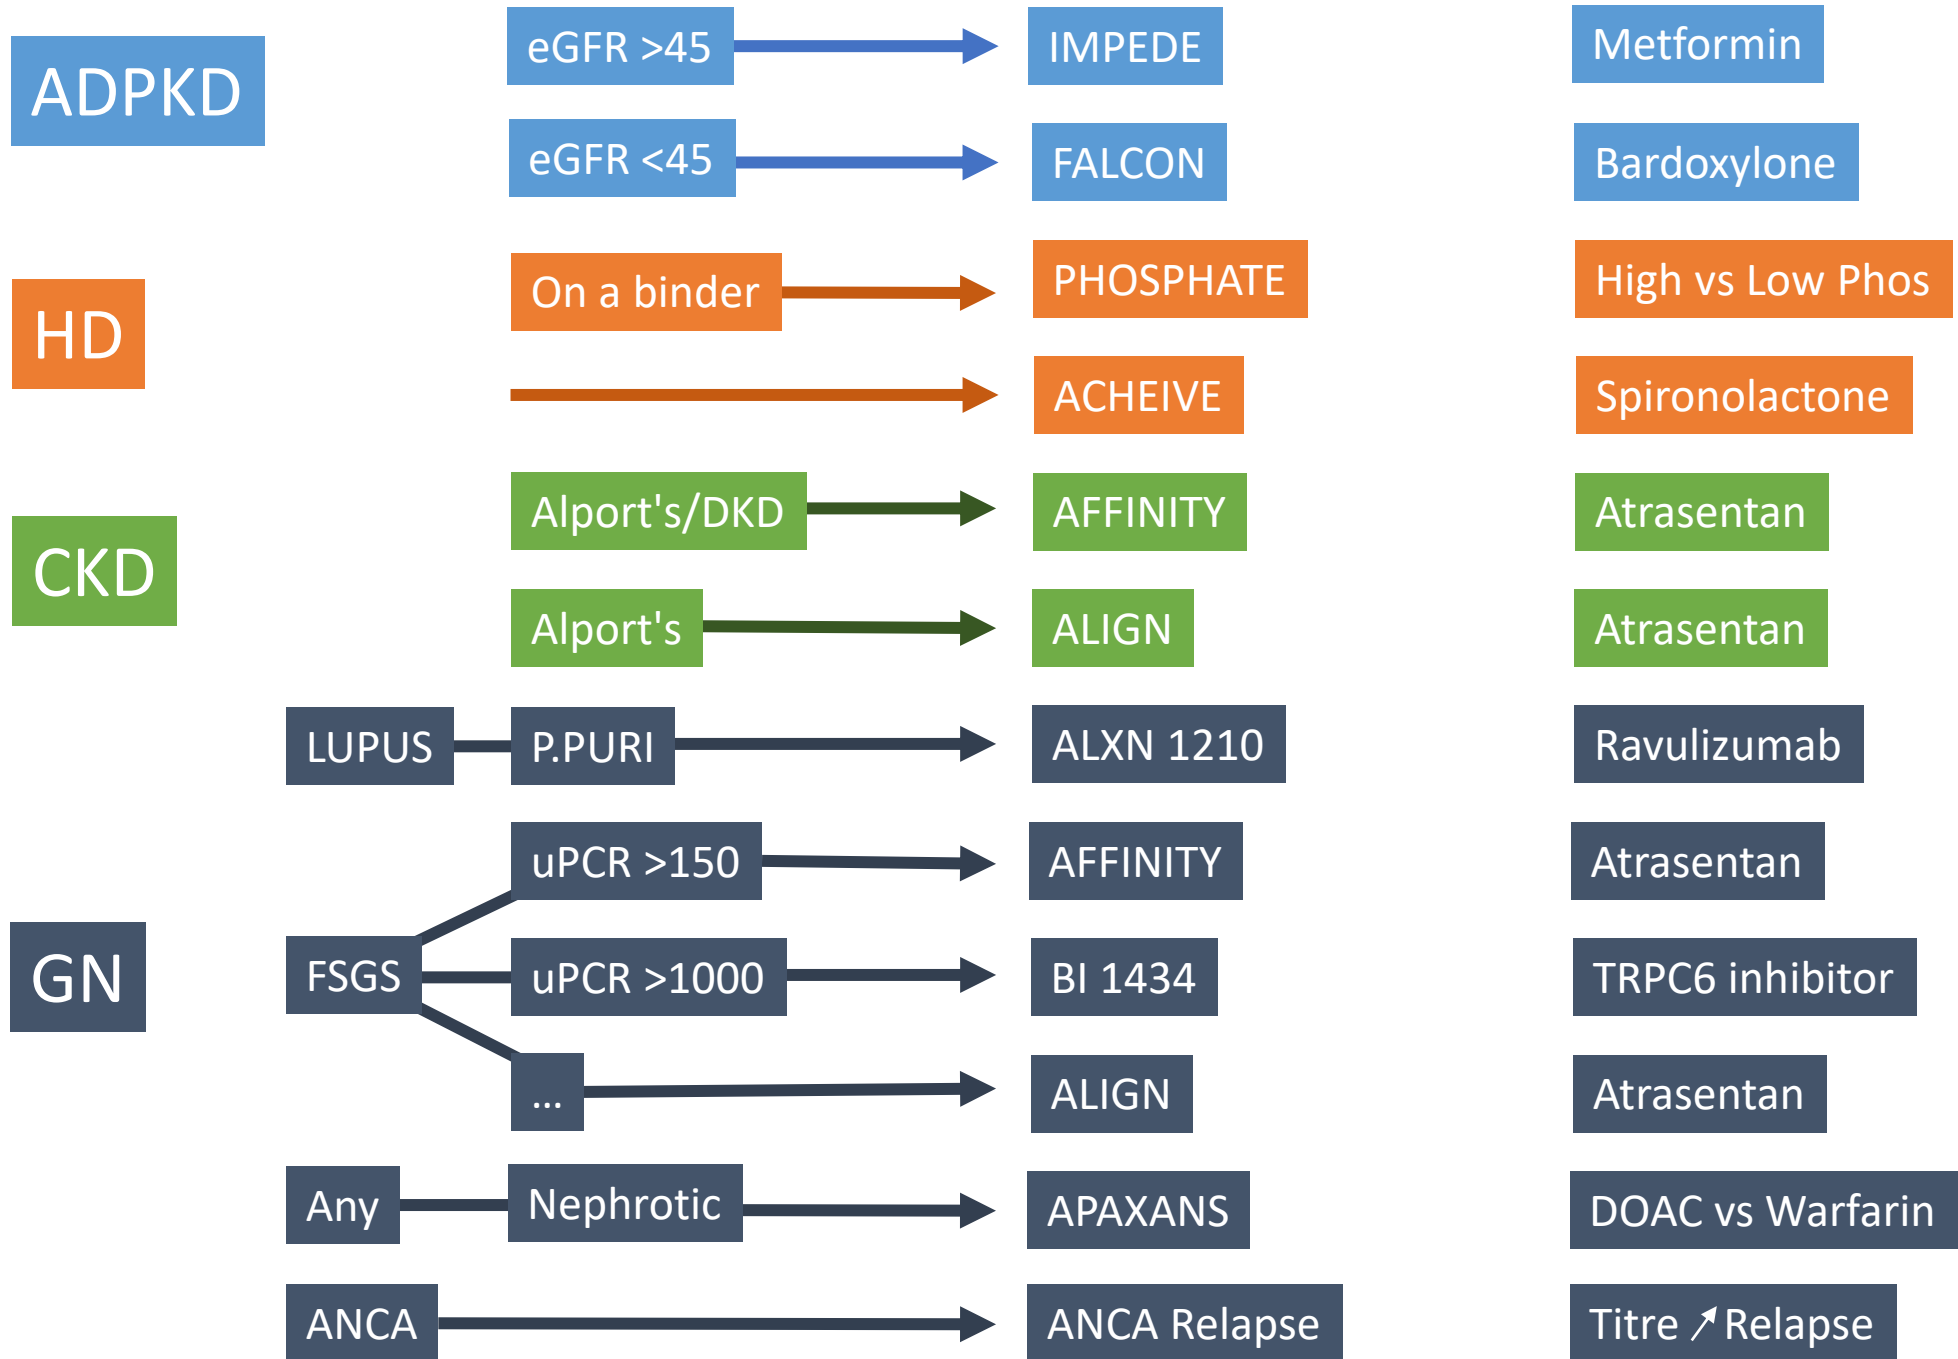 ADPKD
eGFR >45
IMPEDE
Metformin
eGFR <45
FALCON
Bardoxylone
HD
On a binder
PHOSPHATE
High vs Low Phos
ACHEIVE
Spironolactone
CKD
Alport's/DKD
AFFINITY
Atrasentan
Alport's
ALIGN
Atrasentan
GN
LUPUS
P.PURI
ALXN 1210
Ravulizumab
FSGS
uPCR >150
AFFINITY
Atrasentan
uPCR >1000
BI 1434
TRPC6 inhibitor
...
ALIGN
Atrasentan
Any
Nephrotic
APAXANS
DOAC vs Warfarin
ANCA
ANCA Relapse
Titre ↗ Relapse